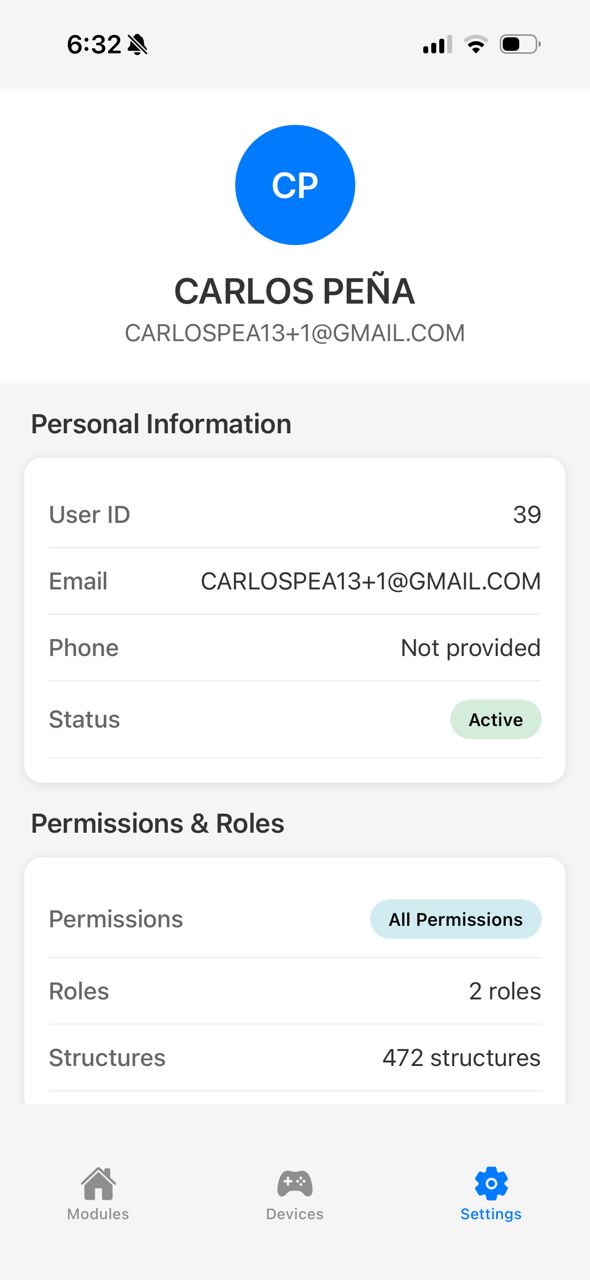 6:32
CP
CARLOS PEÑA
CARLOSPEA13+1@GMAIL.COM
Personal Information
User ID 39
Email CARLOSPEA13+1@GMAIL.COM
Phone Not provided
Status Active
Permissions & Roles
Permissions All Permissions
Roles 2 roles
Structures 472 structures
Modules Devices Settings